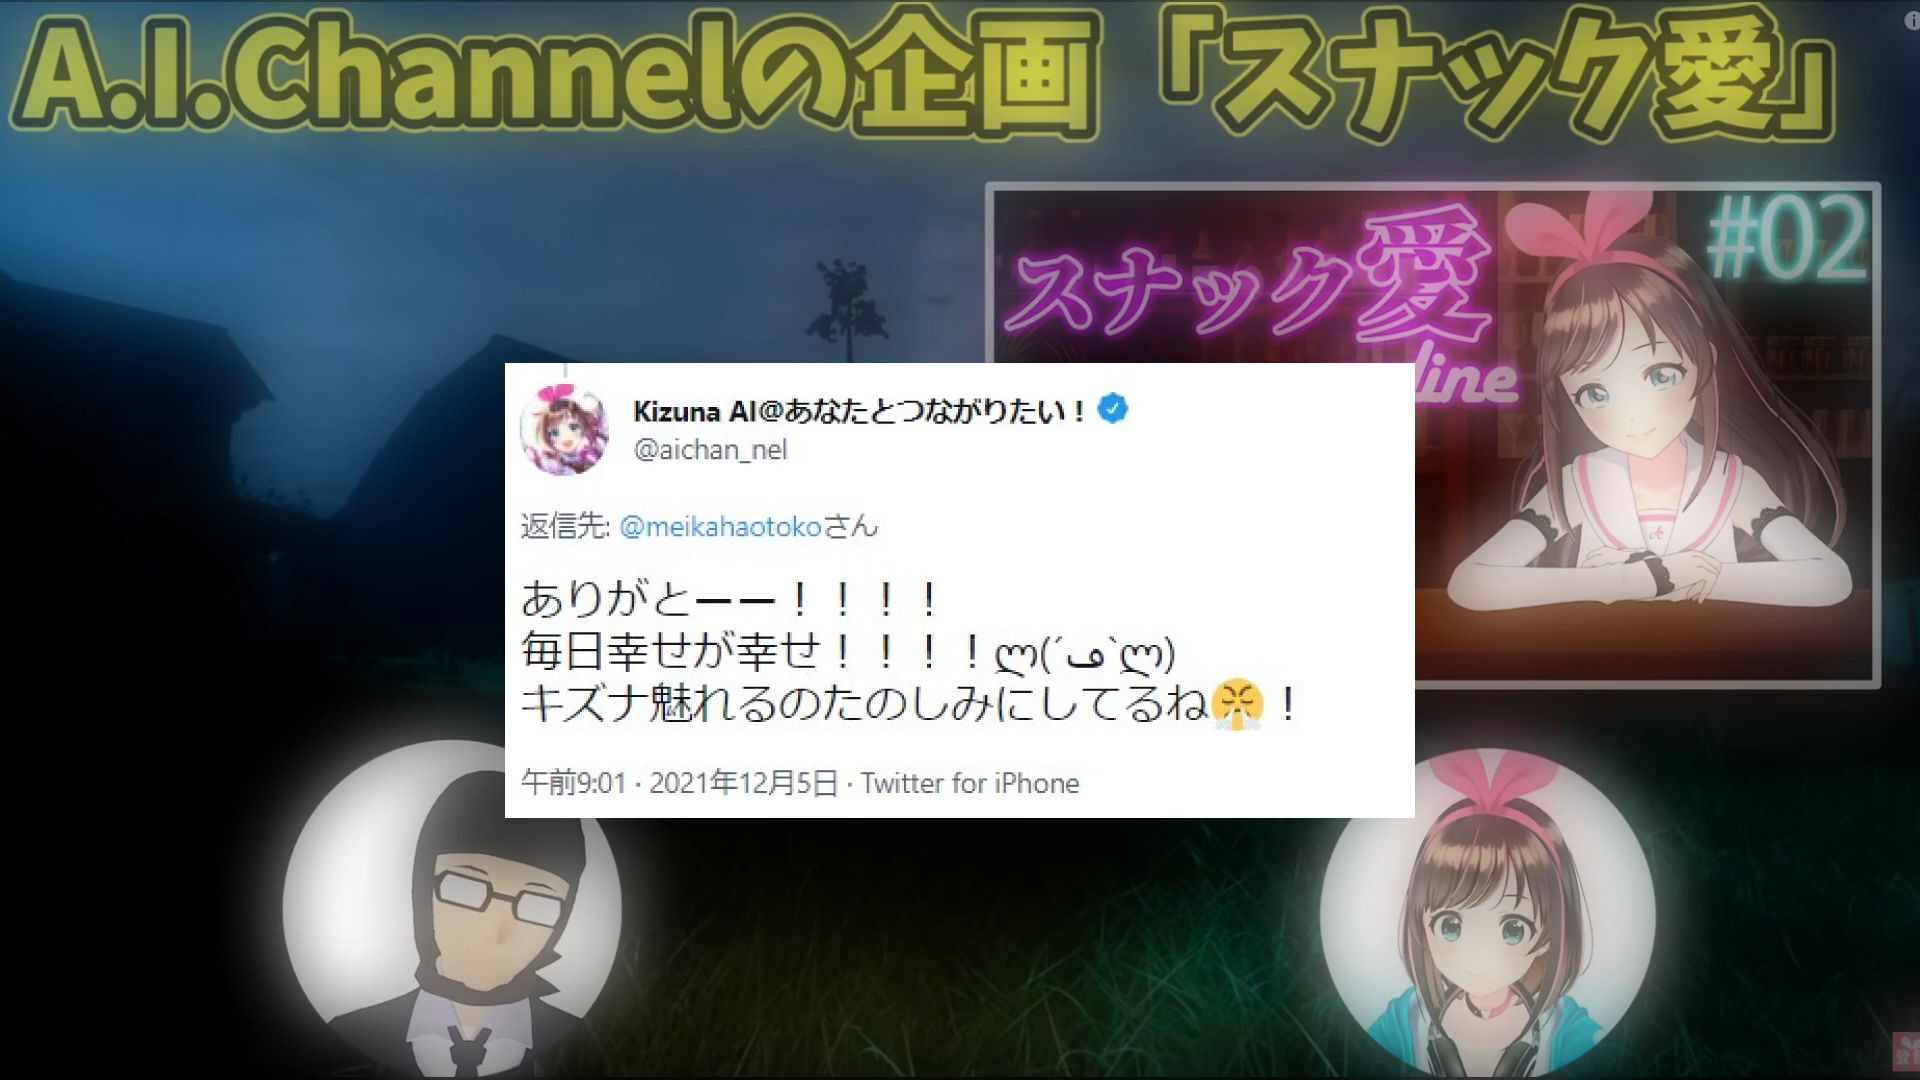 A.I.Channelの企画「スナック愛」
#02
スナック愛
line
Kizuna AI@あなたとつながりたい！
@aichan_nel
返信先: @meikahaotokoさん
ありがとーー！！！！
毎日幸せが幸せ！！！！ლ(´ڡ`ლ)
キズナ魅れるのたのしみにしてるね😤！
午前9:01 · 2021年12月5日 · Twitter for iPhone